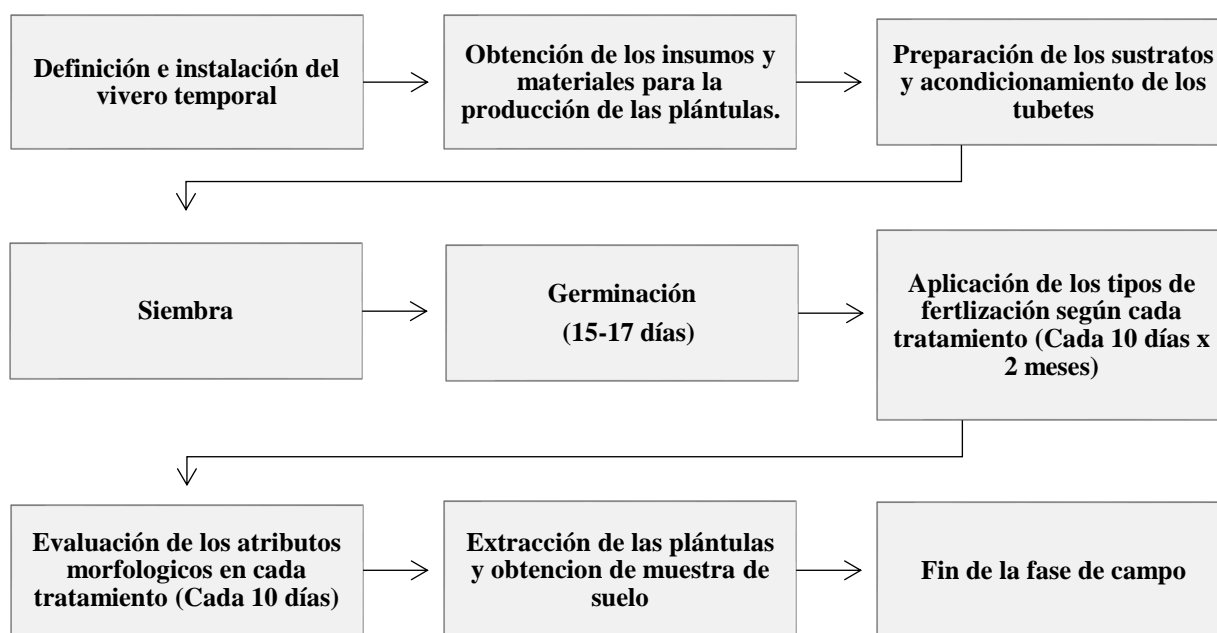 Definición e instalación del
vivero temporal
Obtención de los insumos y
materiales para la
producción de las plántulas.
Preparación de los sustratos
y acondicionamiento de los
tubetes
Siembra
Germinación
(15-17 días)
Aplicación de los tipos de
fertlización según cada
tratamiento (Cada 10 días x
2 meses)
Evaluación de los atributos
morfologicos en cada
tratamiento (Cada 10 días)
Extracción de las plántulas
y obtencion de muestra de
suelo
Fin de la fase de campo